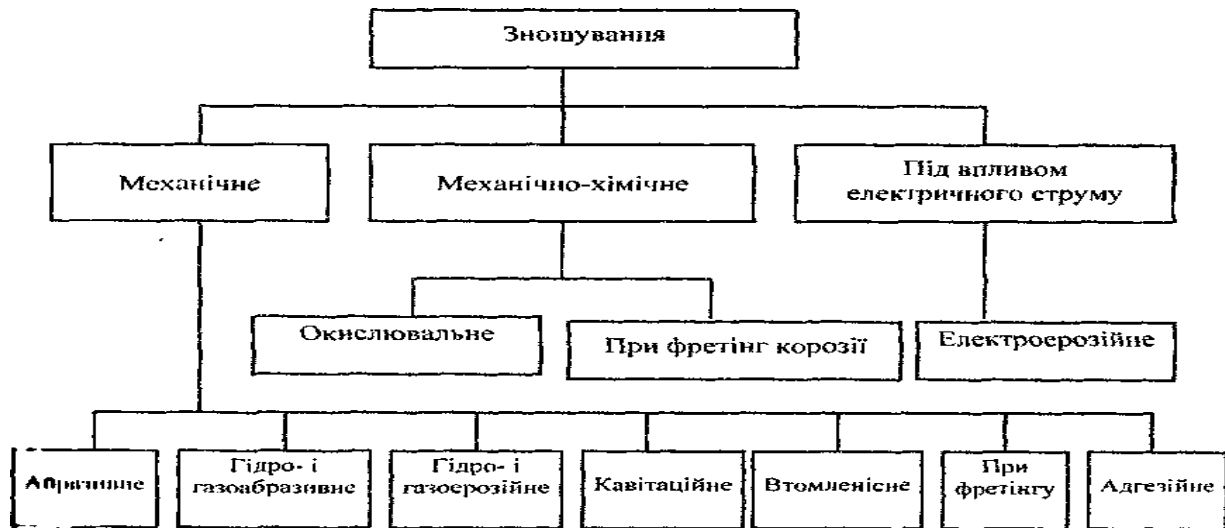 Зношування
Механічне
Механічно-хімічне
Під впливом
електричного струму
Окислювальне
При фретінг корозії
Електроерозійне
Абразивне
Гідро- і
газоабразивне
Гідро- і
газоерозійне
Кавітаційне
Втомленісне
При
фретінгу
Адгезійне